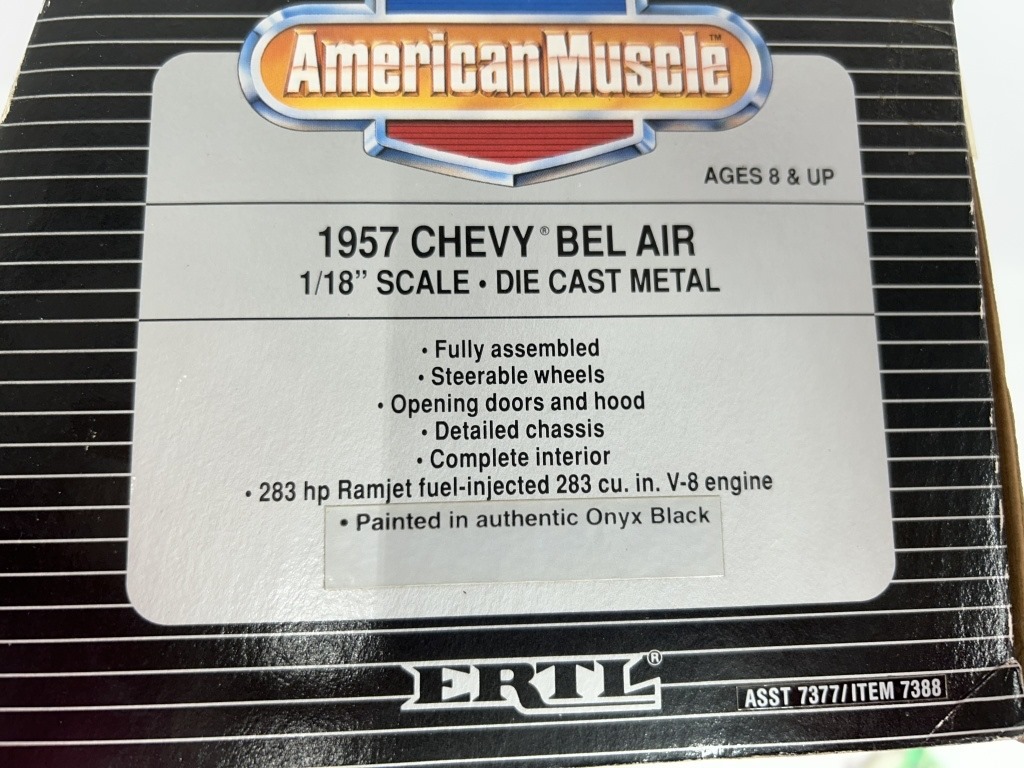 AmericanMuscle™
AGES 8 & UP
1957 CHEVY® BEL AIR
1/18” SCALE • DIE CAST METAL
• Fully assembled
• Steerable wheels
• Opening doors and hood
• Detailed chassis
• Complete interior
• 283 hp Ramjet fuel-injected 283 cu. in. V-8 engine
• Painted in authentic Onyx Black
ERTL®
ASST 7377/ITEM 7388